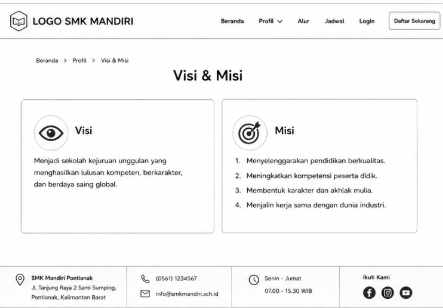 LOGO SMK MANDIRI
Beranda Profil Alur Jadwal Login Daftar Sekarang
Beranda > Profil > Visi & Misi
Visi & Misi
Visi
Menjadi sekolah kejuruan unggulan yang
menghasilkan lulusan kompeten, berkarakter,
dan berdaya saing global.
Misi
1. Menyelenggarakan pendidikan berkualitas.
2. Meningkatkan kompetensi peserta didik.
3. Membentuk karakter dan akhlak mulia.
4. Menjalin kerja sama dengan dunia industri.
SMK Mandiri Pontianak
Jl. Tanjung Raya 2 Sami Sumping,
Pontianak, Kalimantan Barat
(0561) 1234567
info@smkmandiri.sch.id
Senin - Jumat
07.00 - 15.30 WIB
Ikuti Kami